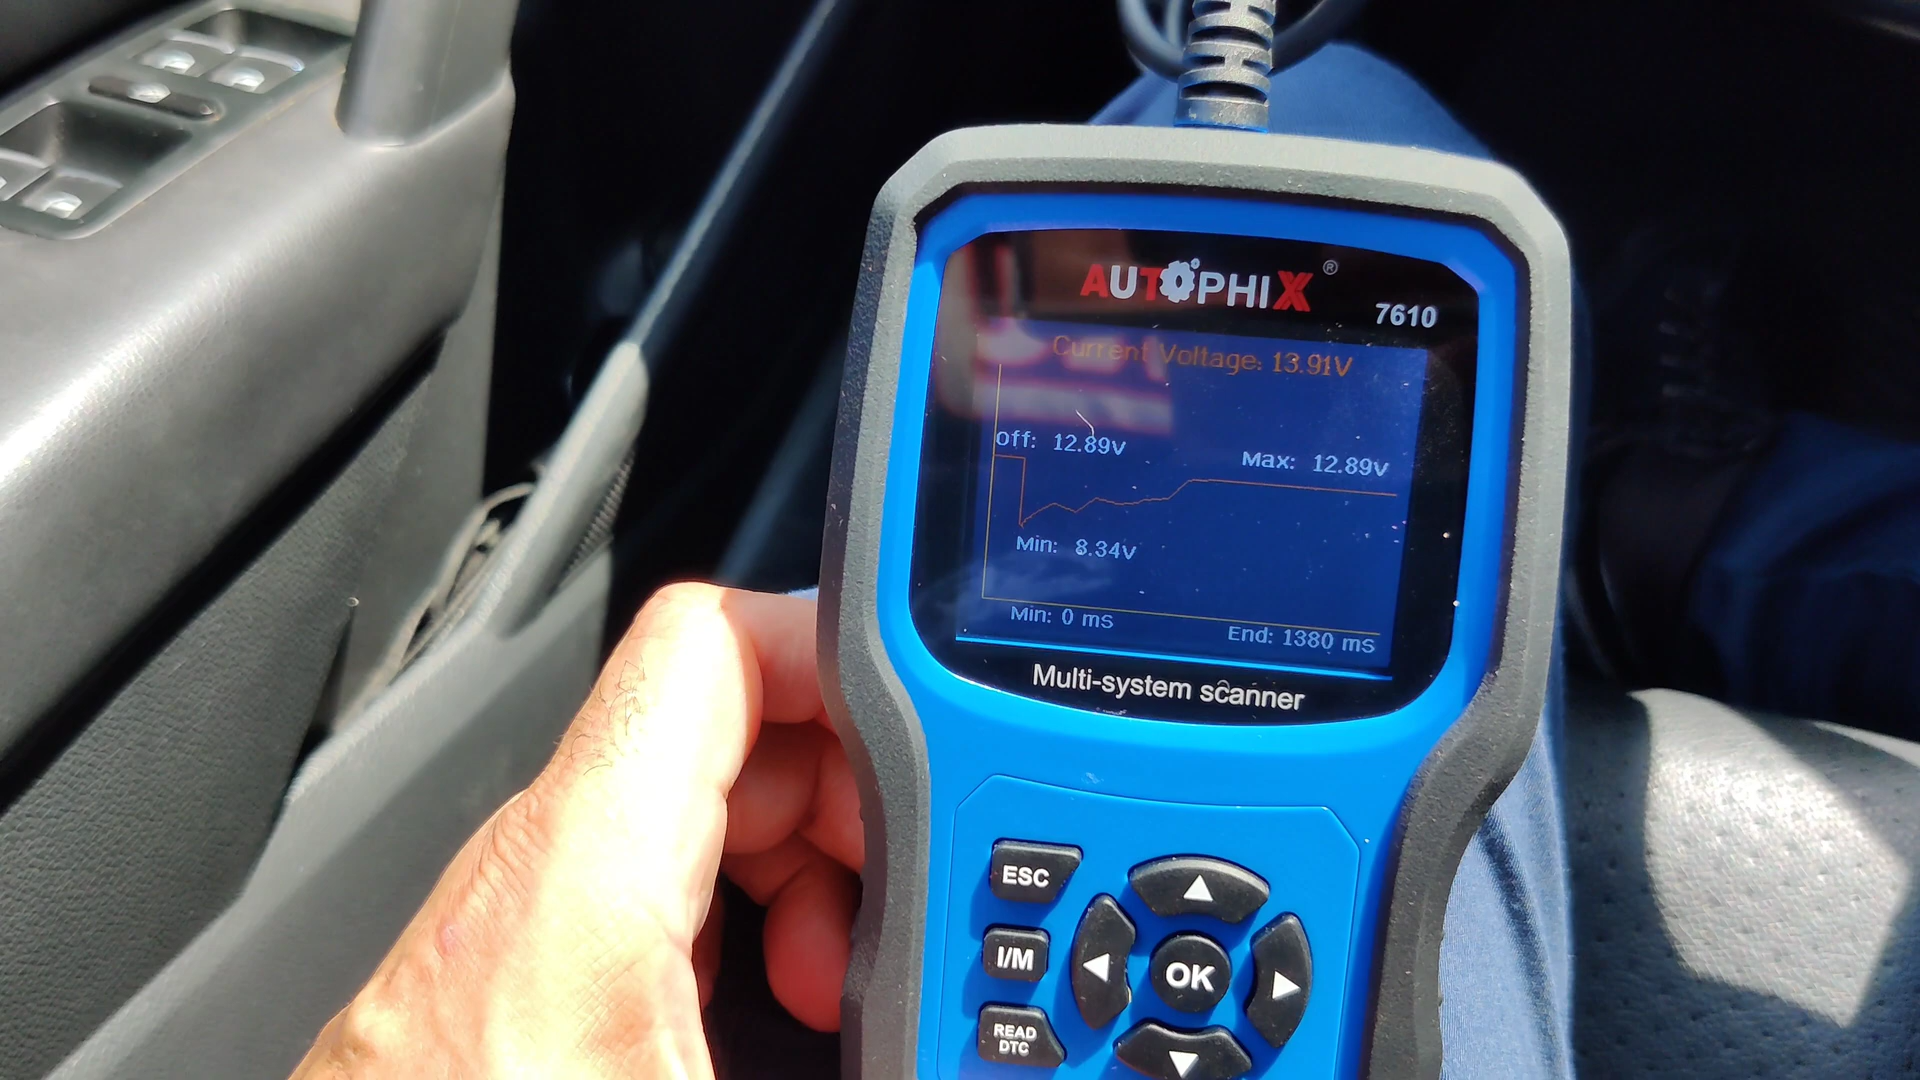 AUTOPHIX®
7610
Current Voltage: 13.91V
Off: 12.89V
Max: 12.89V
Min: 8.34V
Min: 0 mS
End: 1380 mS
Multi-system scanner
ESC
I/M
OK
READ
DTC